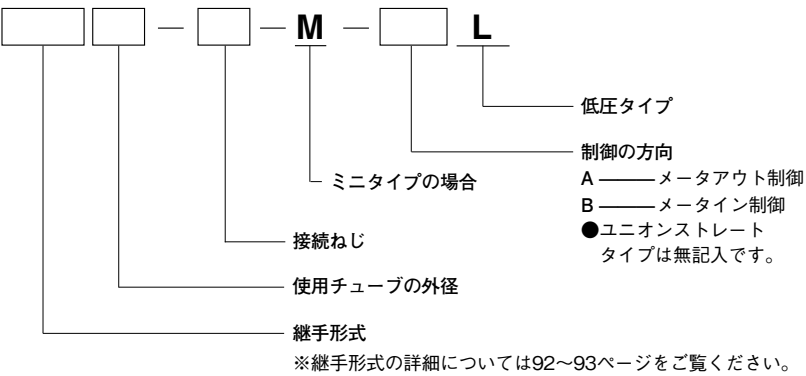 — — M — L
低圧タイプ
制御の方向
A ———メータアウト制御
B ———メータイン制御
●ユニオンストレート
タイプは無記入です。
ミニタイプの場合
接続ねじ
使用チューブの外径
継手形式
※継手形式の詳細については92〜93ページをご覧ください。